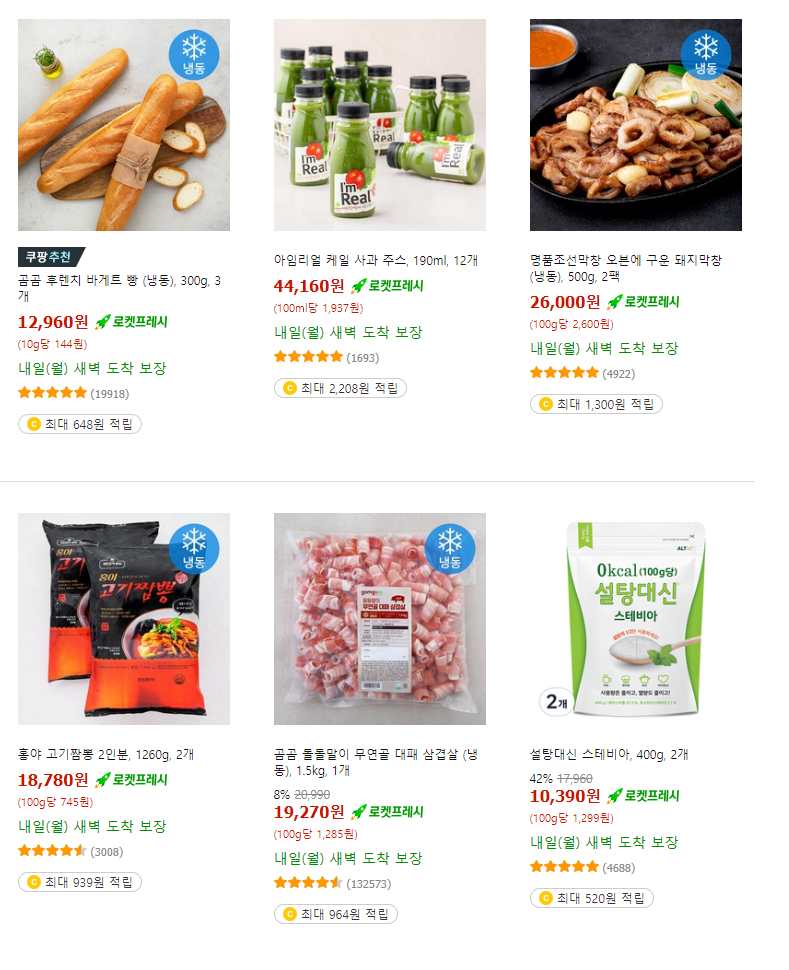 냉동
I'm
Real
I'm
Real
냉동
쿠팡추천
곰곰 후렌치 바게트 빵 (냉동), 300g, 3
개
12,960원 로켓프레시
(10g당 144원)
내일(월) 새벽 도착 보장
(19918)
최대 648원 적립
아임리얼 케일 사과 주스, 190ml, 12개
44,160원 로켓프레시
(100ml당 1,937원)
내일(월) 새벽 도착 보장
(1693)
최대 2,208원 적립
명품조선막창 오븐에 구운 돼지막창
(냉동), 500g, 2팩
26,000원 로켓프레시
(100g당 2,600원)
내일(월) 새벽 도착 보장
(4922)
최대 1,300원 적립
냉동
홍야
고기짬뽕
냉동
무연골 대패 삼겹살
ALT
0kcal(100g당)
설탕대신
스테비아
사용량은 줄이고, 열량도 줄이고!
2개
홍야 고기짬뽕 2인분, 1260g, 2개
18,780원 로켓프레시
(100g당 745원)
내일(월) 새벽 도착 보장
(3008)
최대 939원 적립
곰곰 돌돌말이 무연골 대패 삼겹살 (냉
동), 1.5kg, 1개
8% 20,990
19,270원 로켓프레시
(100g당 1,285원)
내일(월) 새벽 도착 보장
(132573)
최대 964원 적립
설탕대신 스테비아, 400g, 2개
42% 17,960
10,390원 로켓프레시
(100g당 1,299원)
내일(월) 새벽 도착 보장
(4688)
최대 520원 적립